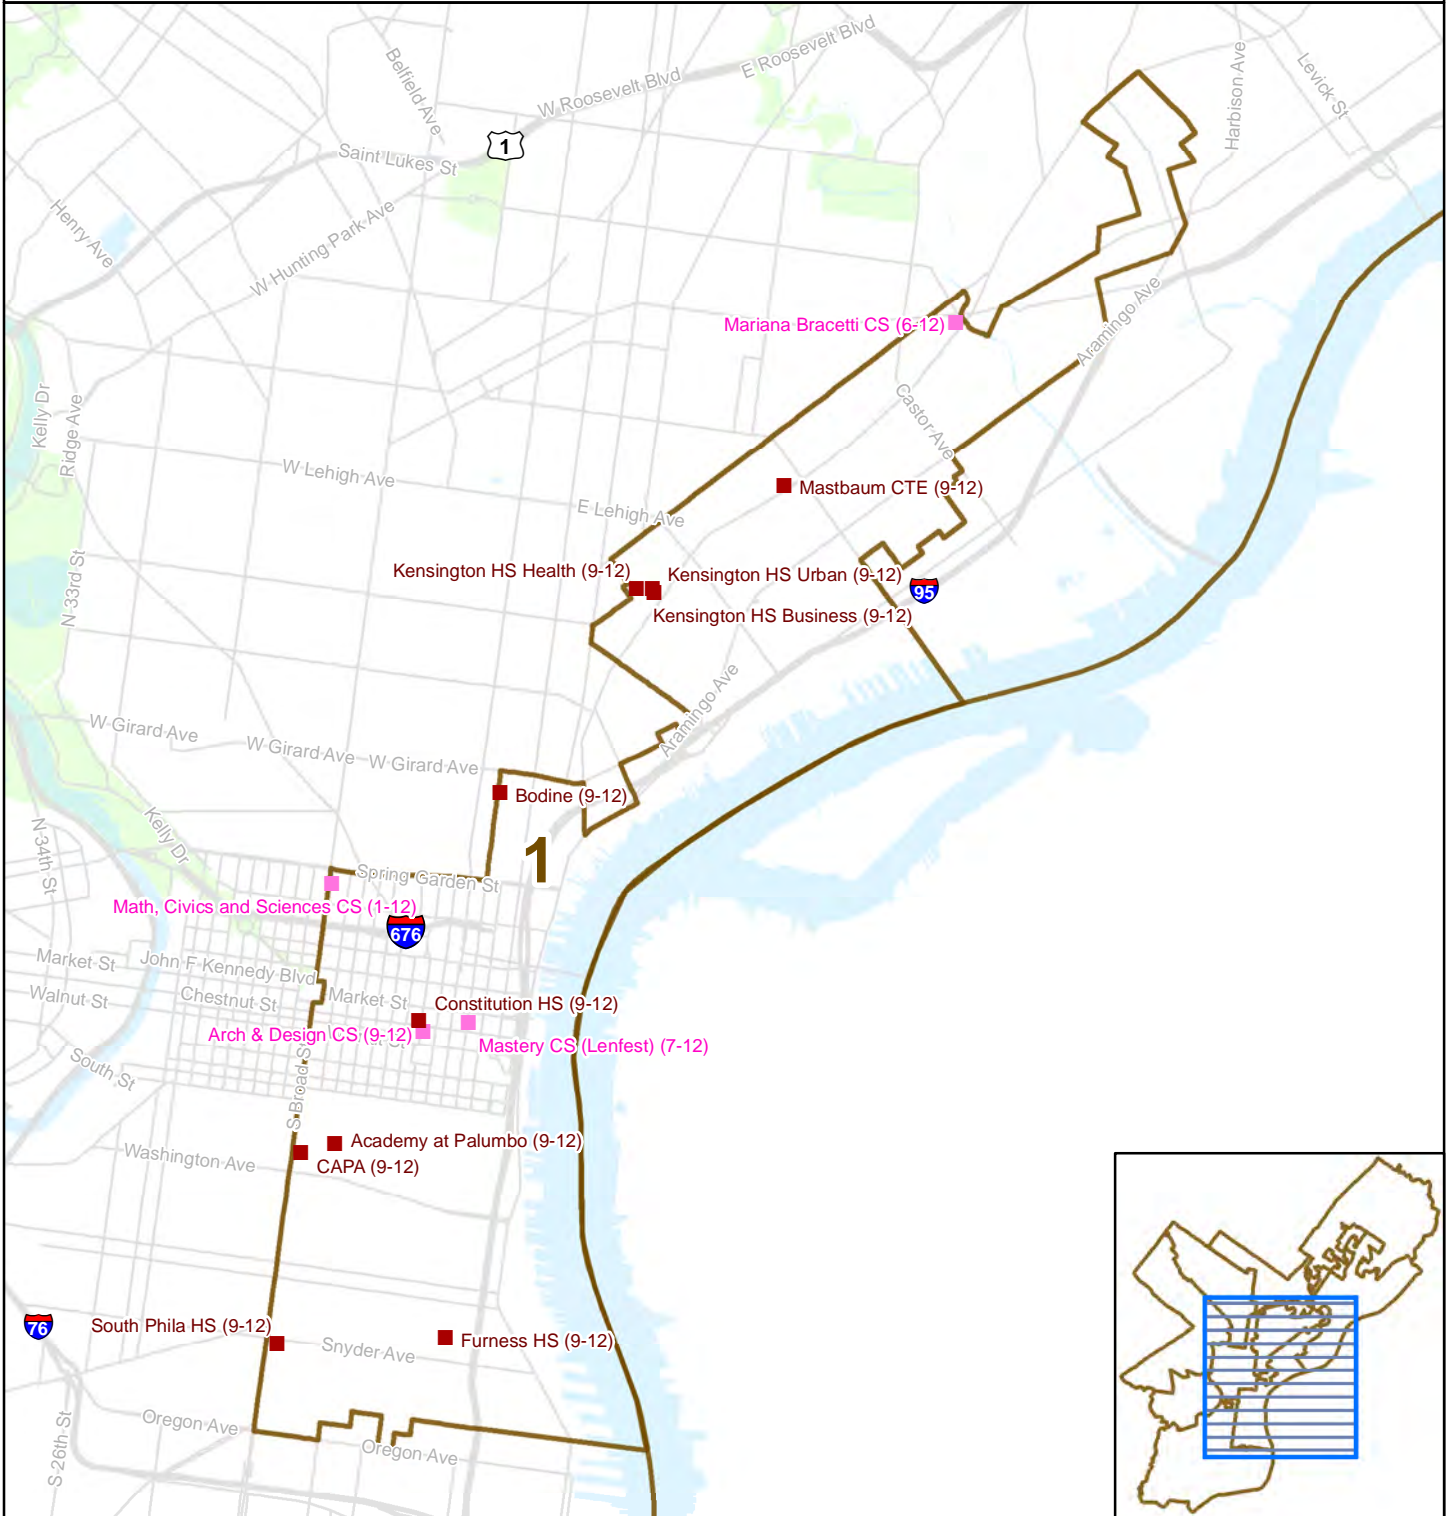 E Roosevelt Blvd
Belfield Ave
W Roosevelt Blvd
Harbison Ave
Levick St
1
Saint Lukes St
Henry Ave
W Hunting Park Ave
Aramingo Ave
Mariana Bracetti CS (6-12)
Kelly Dr
Ridge Ave
Castor Ave
W Lehigh Ave
Mastbaum CTE (9-12)
E Lehigh Ave
N 33rd St
Kensington HS Health (9-12)
Kensington HS Urban (9-12)
95
Kensington HS Business (9-12)
Aramingo Ave
W Girard Ave
W Girard Ave
W Girard Ave
Bodine (9-12)
Kelly Dr
N 34th St
1
Spring Garden St
Math, Civics and Sciences CS (1-12)
676
Market St
John F Kennedy Blvd
Walnut St
Chestnut St
Market St
Constitution HS (9-12)
Arch & Design CS (9-12)
Mastery CS (Lenfest) (7-12)
South St
S Broad St
Academy at Palumbo (9-12)
Washington Ave
CAPA (9-12)
76
South Phila HS (9-12)
Furness HS (9-12)
Snyder Ave
Oregon Ave
Oregon Ave
S 26th St